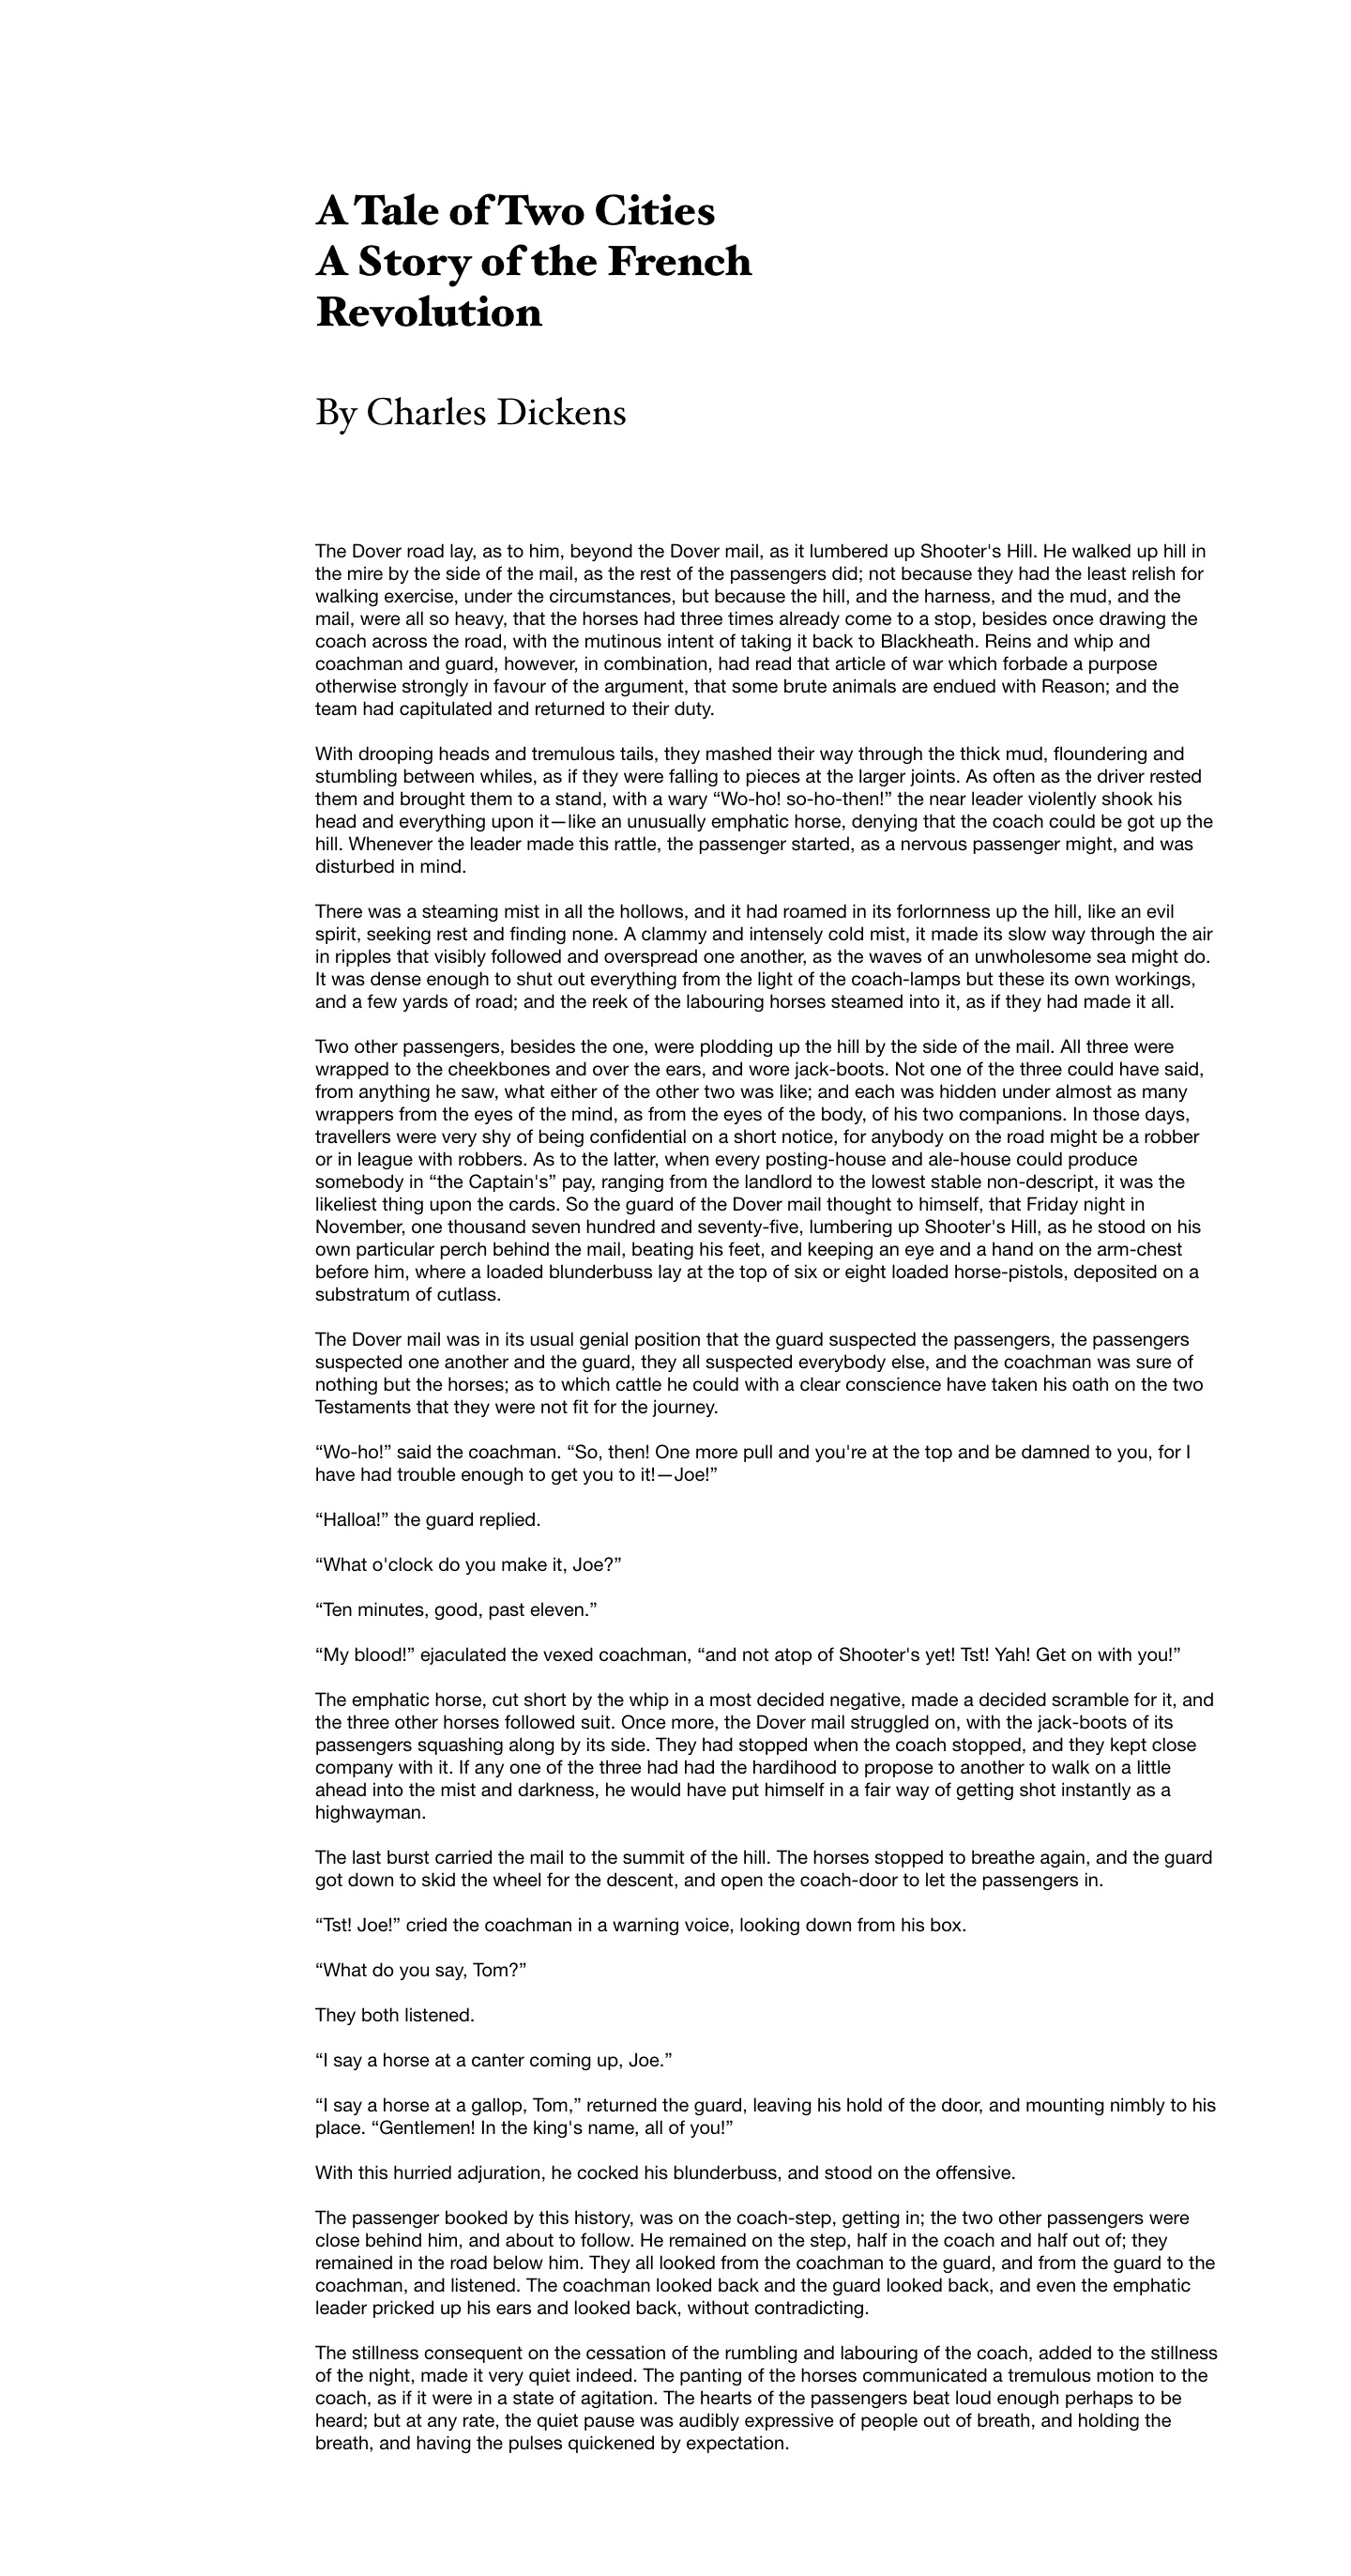 A Tale of Two Cities
A Story of the French
Revolution
By Charles Dickens
The Dover road lay, as to him, beyond the Dover mail, as it lumbered up Shooter's Hill. He walked up hill in
the mire by the side of the mail, as the rest of the passengers did; not because they had the least relish for
walking exercise, under the circumstances, but because the hill, and the harness, and the mud, and the
mail, were all so heavy, that the horses had three times already come to a stop, besides once drawing the
coach across the road, with the mutinous intent of taking it back to Blackheath. Reins and whip and
coachman and guard, however, in combination, had read that article of war which forbade a purpose
otherwise strongly in favour of the argument, that some brute animals are endued with Reason; and the
team had capitulated and returned to their duty.
With drooping heads and tremulous tails, they mashed their way through the thick mud, floundering and
stumbling between whiles, as if they were falling to pieces at the larger joints. As often as the driver rested
them and brought them to a stand, with a wary “Wo-ho! so-ho-then!” the near leader violently shook his
head and everything upon it—like an unusually emphatic horse, denying that the coach could be got up the
hill. Whenever the leader made this rattle, the passenger started, as a nervous passenger might, and was
disturbed in mind.
There was a steaming mist in all the hollows, and it had roamed in its forlornness up the hill, like an evil
spirit, seeking rest and finding none. A clammy and intensely cold mist, it made its slow way through the air
in ripples that visibly followed and overspread one another, as the waves of an unwholesome sea might do.
It was dense enough to shut out everything from the light of the coach-lamps but these its own workings,
and a few yards of road; and the reek of the labouring horses steamed into it, as if they had made it all.
Two other passengers, besides the one, were plodding up the hill by the side of the mail. All three were
wrapped to the cheekbones and over the ears, and wore jack-boots. Not one of the three could have said,
from anything he saw, what either of the other two was like; and each was hidden under almost as many
wrappers from the eyes of the mind, as from the eyes of the body, of his two companions. In those days,
travellers were very shy of being confidential on a short notice, for anybody on the road might be a robber
or in league with robbers. As to the latter, when every posting-house and ale-house could produce
somebody in “the Captain's” pay, ranging from the landlord to the lowest stable non-descript, it was the
likeliest thing upon the cards. So the guard of the Dover mail thought to himself, that Friday night in
November, one thousand seven hundred and seventy-five, lumbering up Shooter's Hill, as he stood on his
own particular perch behind the mail, beating his feet, and keeping an eye and a hand on the arm-chest
before him, where a loaded blunderbuss lay at the top of six or eight loaded horse-pistols, deposited on a
substratum of cutlass.
The Dover mail was in its usual genial position that the guard suspected the passengers, the passengers
suspected one another and the guard, they all suspected everybody else, and the coachman was sure of
nothing but the horses; as to which cattle he could with a clear conscience have taken his oath on the two
Testaments that they were not fit for the journey.
“Wo-ho!” said the coachman. “So, then! One more pull and you're at the top and be damned to you, for I
have had trouble enough to get you to it!—Joe!”
“Halloa!” the guard replied.
“What o'clock do you make it, Joe?”
“Ten minutes, good, past eleven.”
“My blood!” ejaculated the vexed coachman, “and not atop of Shooter's yet! Tst! Yah! Get on with you!”
The emphatic horse, cut short by the whip in a most decided negative, made a decided scramble for it, and
the three other horses followed suit. Once more, the Dover mail struggled on, with the jack-boots of its
passengers squashing along by its side. They had stopped when the coach stopped, and they kept close
company with it. If any one of the three had had the hardihood to propose to another to walk on a little
ahead into the mist and darkness, he would have put himself in a fair way of getting shot instantly as a
highwayman.
The last burst carried the mail to the summit of the hill. The horses stopped to breathe again, and the guard
got down to skid the wheel for the descent, and open the coach-door to let the passengers in.
“Tst! Joe!” cried the coachman in a warning voice, looking down from his box.
“What do you say, Tom?”
They both listened.
“I say a horse at a canter coming up, Joe.”
“I say a horse at a gallop, Tom,” returned the guard, leaving his hold of the door, and mounting nimbly to his
place. “Gentlemen! In the king's name, all of you!”
With this hurried adjuration, he cocked his blunderbuss, and stood on the offensive.
The passenger booked by this history, was on the coach-step, getting in; the two other passengers were
close behind him, and about to follow. He remained on the step, half in the coach and half out of; they
remained in the road below him. They all looked from the coachman to the guard, and from the guard to the
coachman, and listened. The coachman looked back and the guard looked back, and even the emphatic
leader pricked up his ears and looked back, without contradicting.
The stillness consequent on the cessation of the rumbling and labouring of the coach, added to the stillness
of the night, made it very quiet indeed. The panting of the horses communicated a tremulous motion to the
coach, as if it were in a state of agitation. The hearts of the passengers beat loud enough perhaps to be
heard; but at any rate, the quiet pause was audibly expressive of people out of breath, and holding the
breath, and having the pulses quickened by expectation.